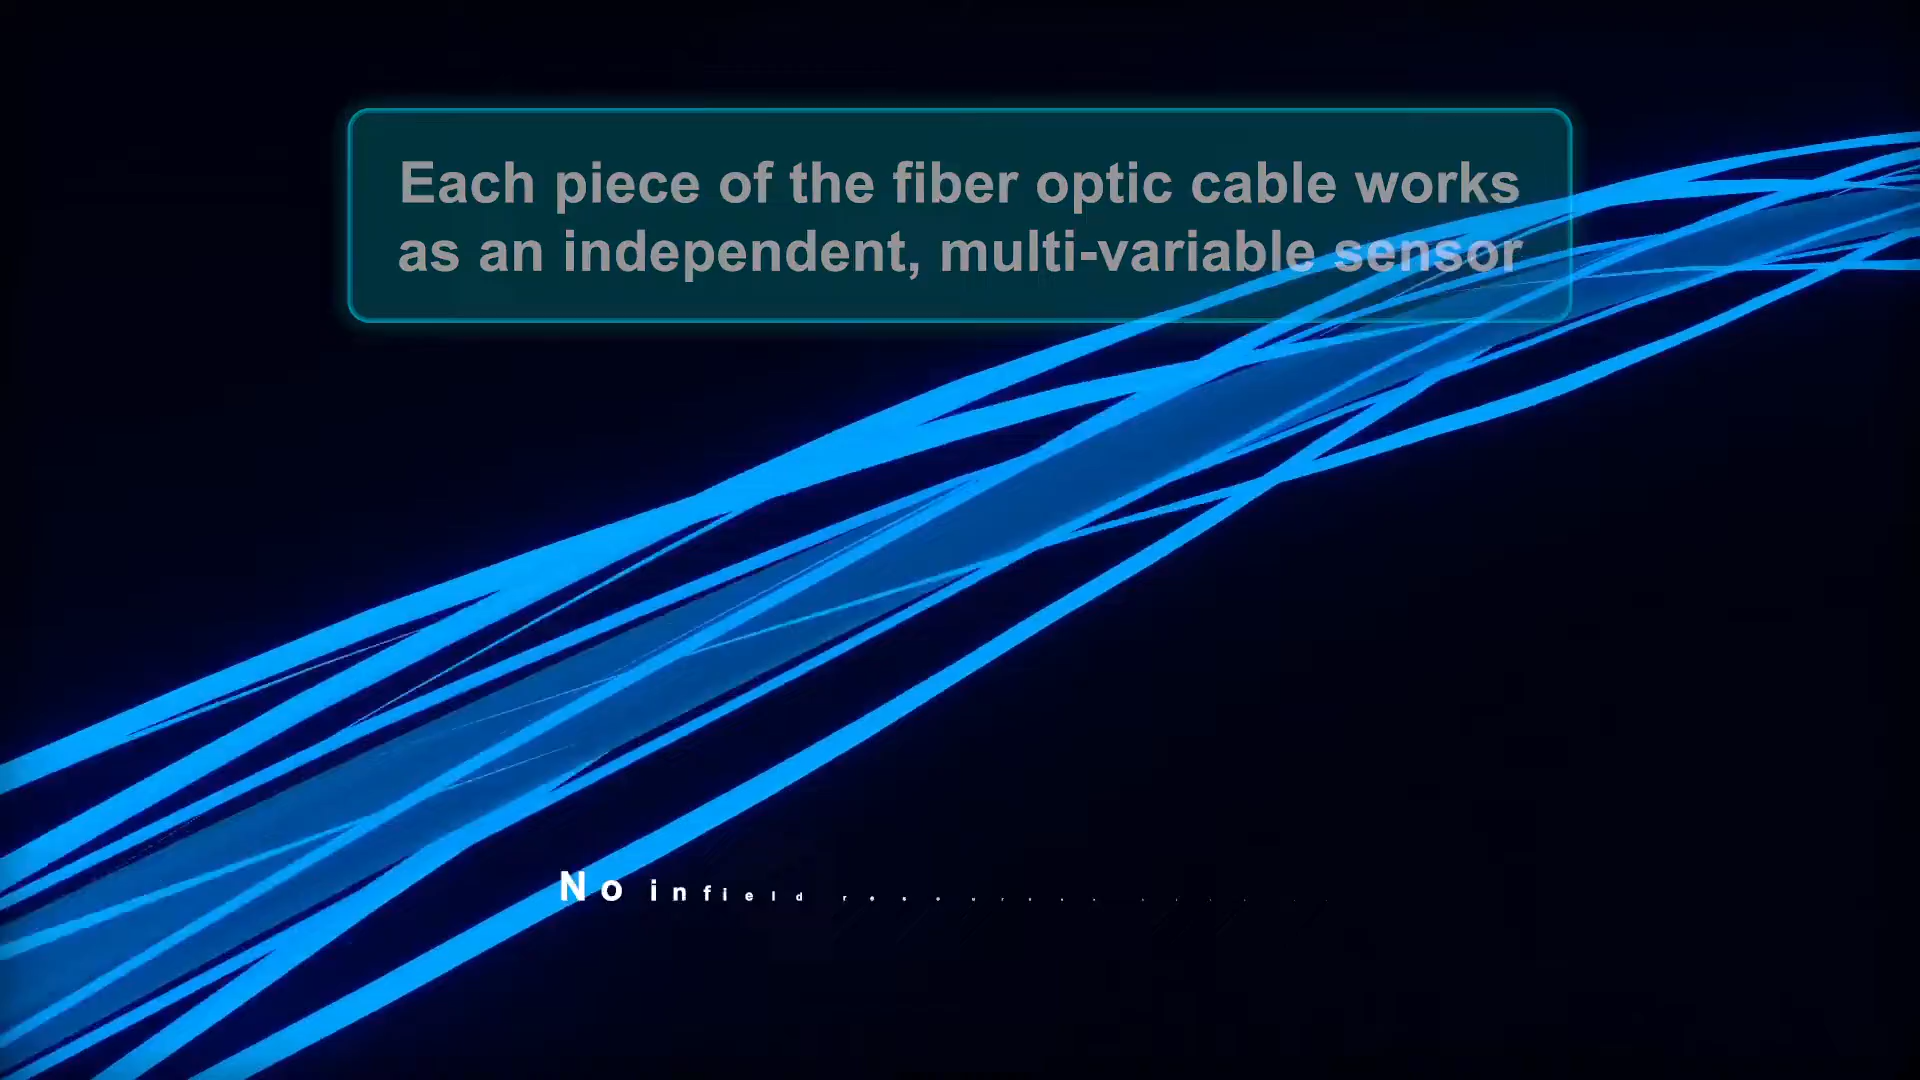 Each piece of the fiber optic cable works
as an independent, multi-variable sensor
No infield